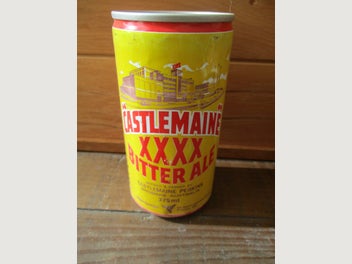 CASTLEMAINE
XXXX
BITTER ALE
CASTLEMAINE PERKINS
375ml